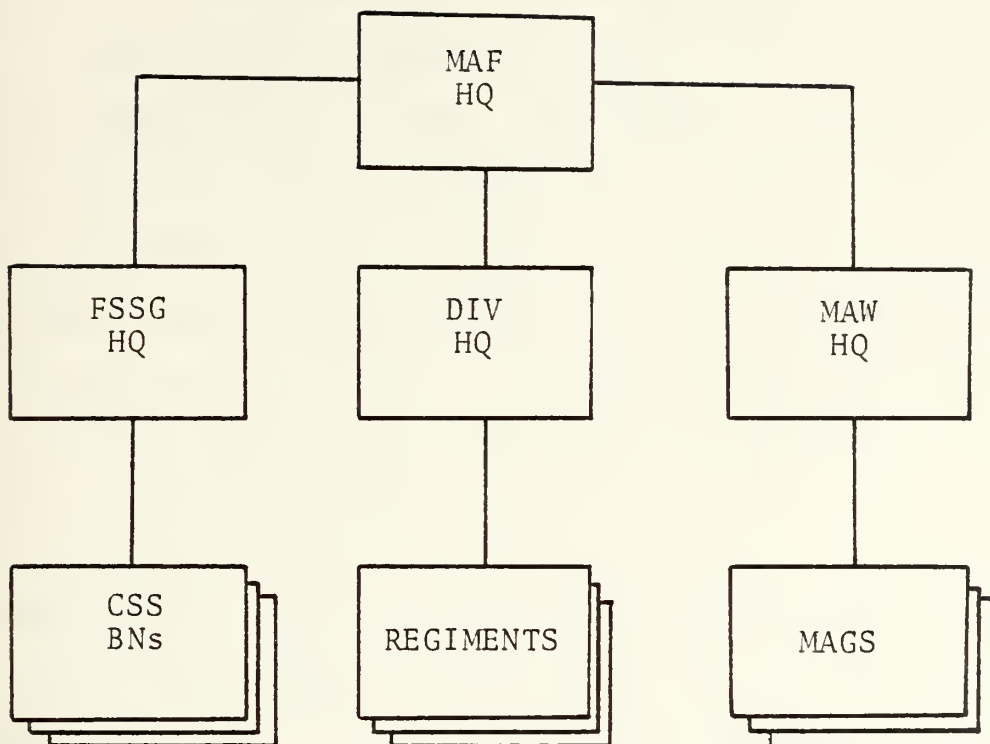 MAF
HQ
FSSG
HQ
DIV
HQ
MAW
HQ
CSS
BNs
REGIMENTS
MAGS